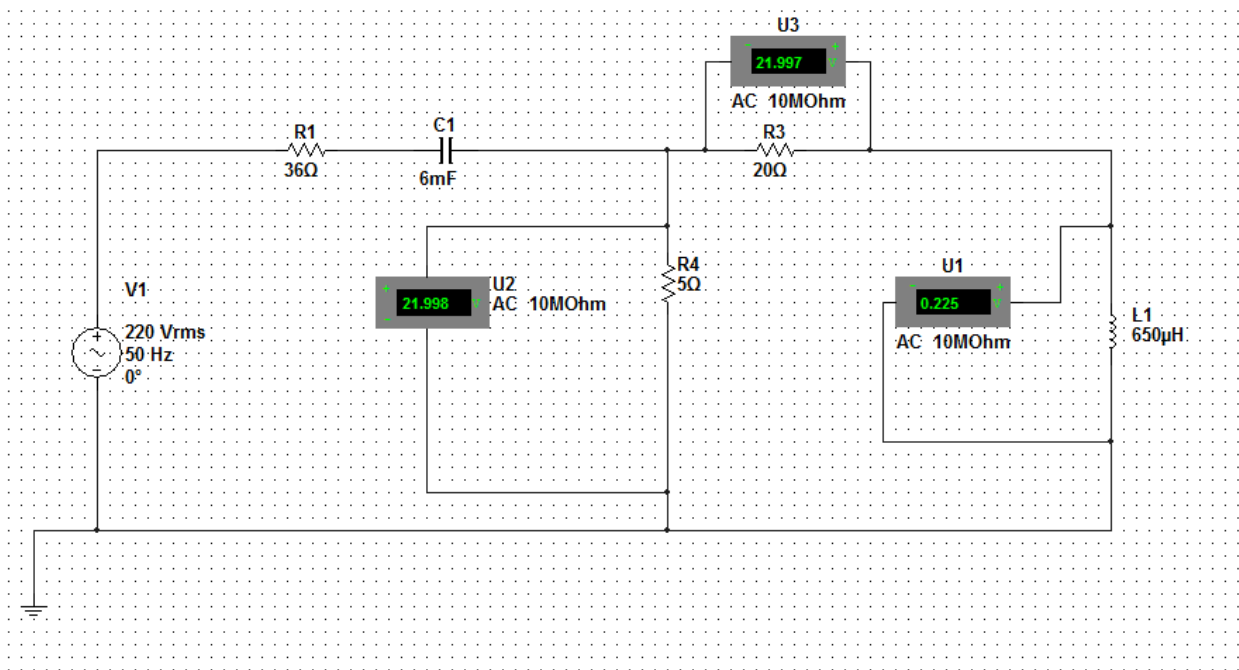 U3
- +
21.997 V
AC 10MOhm
R1
36Ω
C1
6mF
R3
20Ω
V1
+
-
220 Vrms
50 Hz
0°
+
21.998 V
-
U2
AC 10MOhm
R4
5Ω
U1
- +
0.225 V
AC 10MOhm
L1
650µH